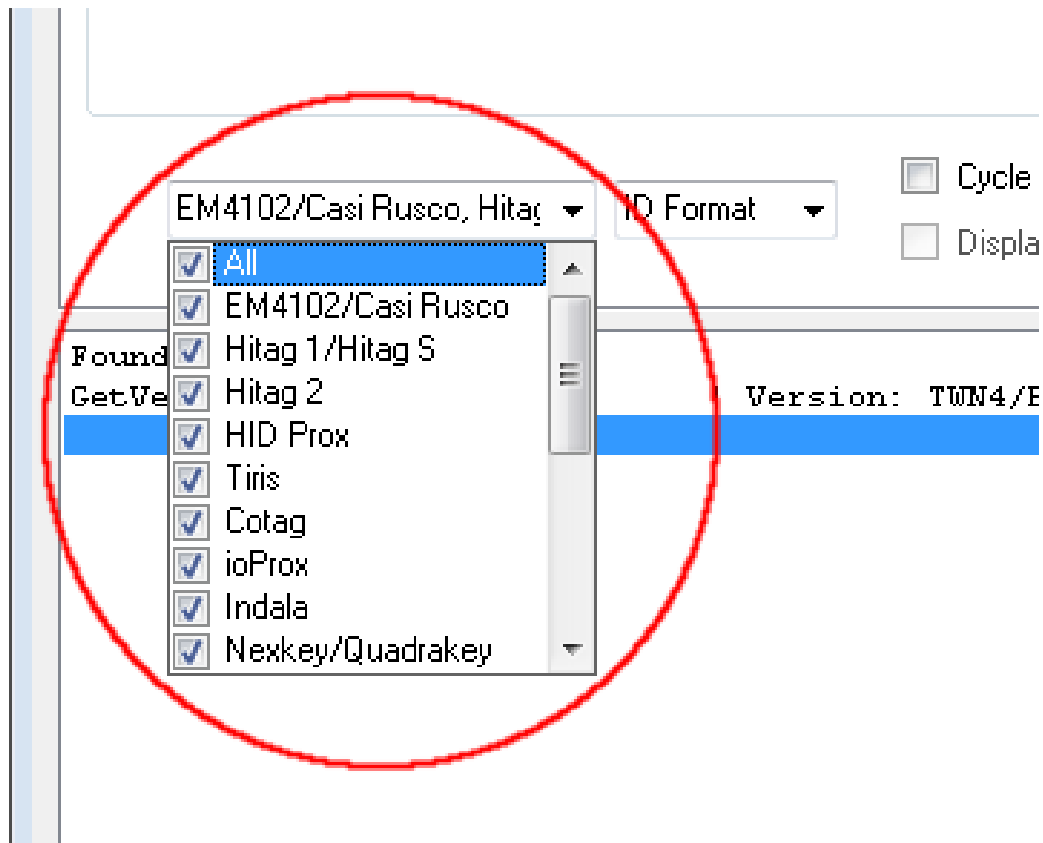 Cycle
EM4102/Casi Rusco, Hitag
ID Format
Displa
All
EM4102/Casi Rusco
Hitag 1/Hitag S
Found
Hitag 2
GetVe
Version: TWN4/
HID Prox
Tiris
Cotag
ioProx
Indala
Nexkey/Quadrakey